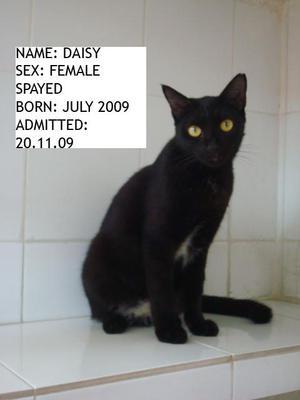 NAME: DAISY
SEX: FEMALE
SPAYED
BORN: JULY 2009
ADMITTED:
20.11.09